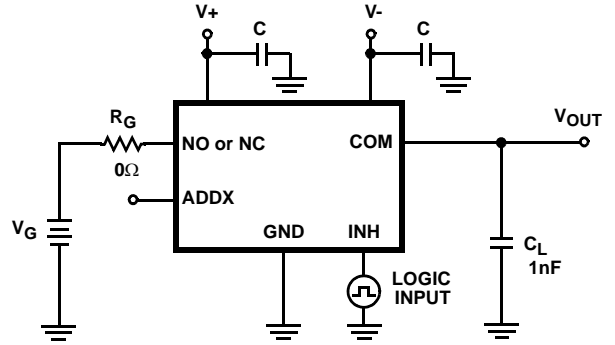 V+
C
V-
C
RG
0Ω
NO or NC
COM
VOUT
ADDX
VG
GND
INH
LOGIC
INPUT
CL
1nF